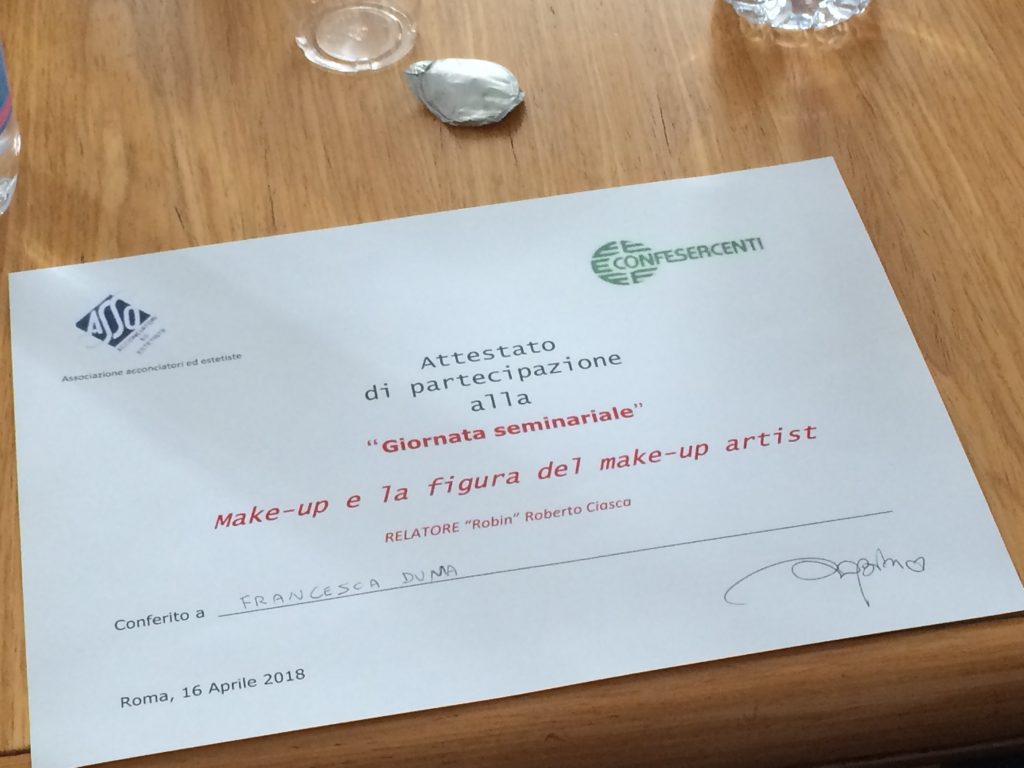 ASSO
CONFESERCENTI
Associazione acconciatori ed estetiste
Attestato
di partecipazione
alla
“Giornata seminariale”
Make-up e la figura del make-up artist
RELATORE “Robin” Roberto Ciasca
Conferito a FRANCESCA DUMA
Roma, 16 Aprile 2018